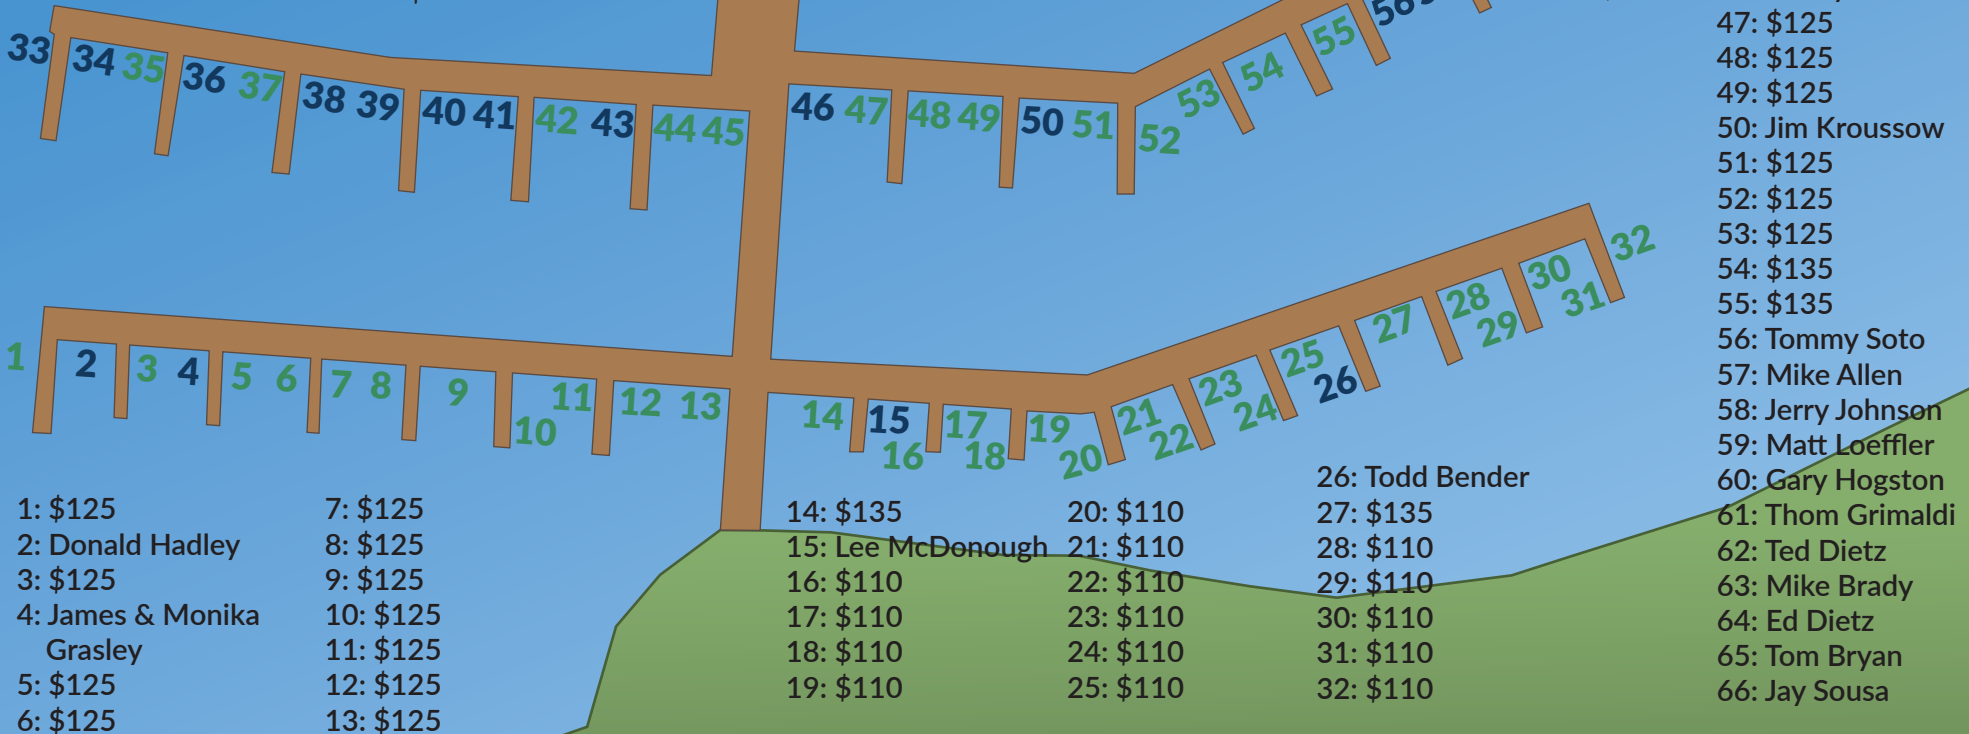 33 34 35 36 37 38 39 40 41 42 43 44 45
46 47 48 49 50 51 52 53 54 55 56
1 2 3 4 5 6 7 8 9 10 11 12 13
14 15 16 17 18 19 20 21 22 23 24 25 26 27 28 29 30 31 32
1: $125
2: Donald Hadley
3: $125
4: James & Monika
Grasley
5: $125
6: $125
7: $125
8: $125
9: $125
10: $125
11: $125
12: $125
13: $125
14: $135
15: Lee McDonough
16: $110
17: $110
18: $110
19: $110
20: $110
21: $110
22: $110
23: $110
24: $110
25: $110
26: Todd Bender
27: $135
28: $110
29: $110
30: $110
31: $110
32: $110
47: $125
48: $125
49: $125
50: Jim Kroussow
51: $125
52: $125
53: $125
54: $135
55: $135
56: Tommy Soto
57: Mike Allen
58: Jerry Johnson
59: Matt Loeffler
60: Gary Hogston
61: Thom Grimaldi
62: Ted Dietz
63: Mike Brady
64: Ed Dietz
65: Tom Bryan
66: Jay Sousa